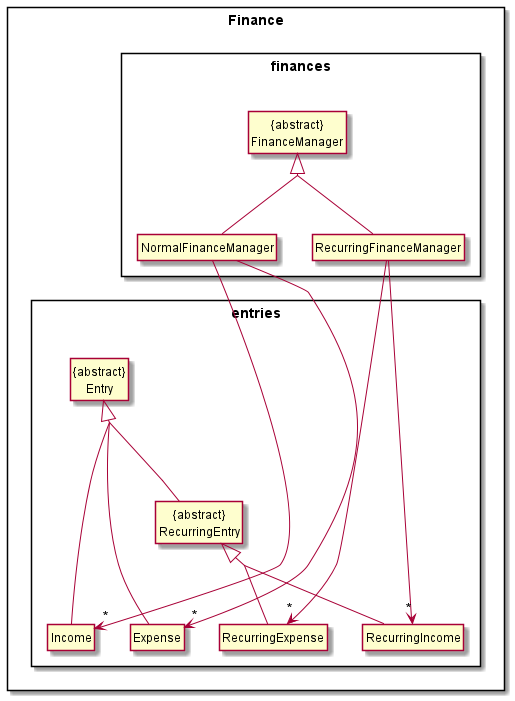 Finance
finances
{abstract}
FinanceManager
NormalFinanceManager
RecurringFinanceManager
entries
{abstract}
Entry
{abstract}
RecurringEntry
*
*
*
*
Income
Expense
RecurringExpense
RecurringIncome